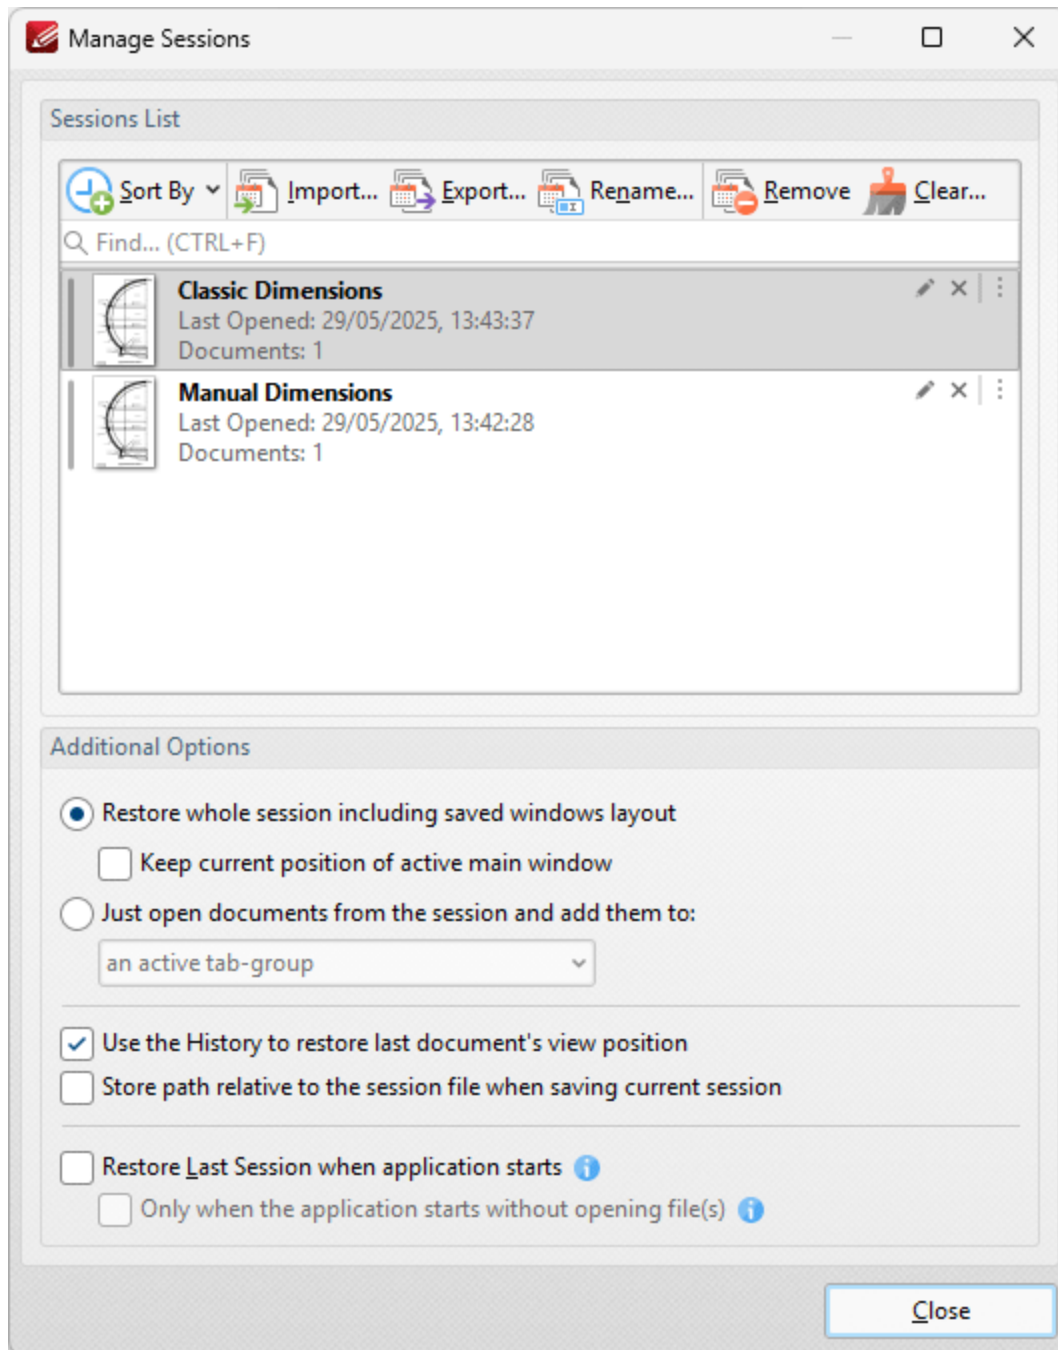 Manage Sessions
Sessions List
Sort By Import... Export... Rename... Remove Clear...
Find... (CTRL+F)
Classic Dimensions
Last Opened: 29/05/2025, 13:43:37
Documents: 1
Manual Dimensions
Last Opened: 29/05/2025, 13:42:28
Documents: 1
Additional Options
Restore whole session including saved windows layout
Keep current position of active main window
Just open documents from the session and add them to:
an active tab-group
Use the History to restore last document's view position
Store path relative to the session file when saving current session
Restore Last Session when application starts
Only when the application starts without opening file(s)
Close